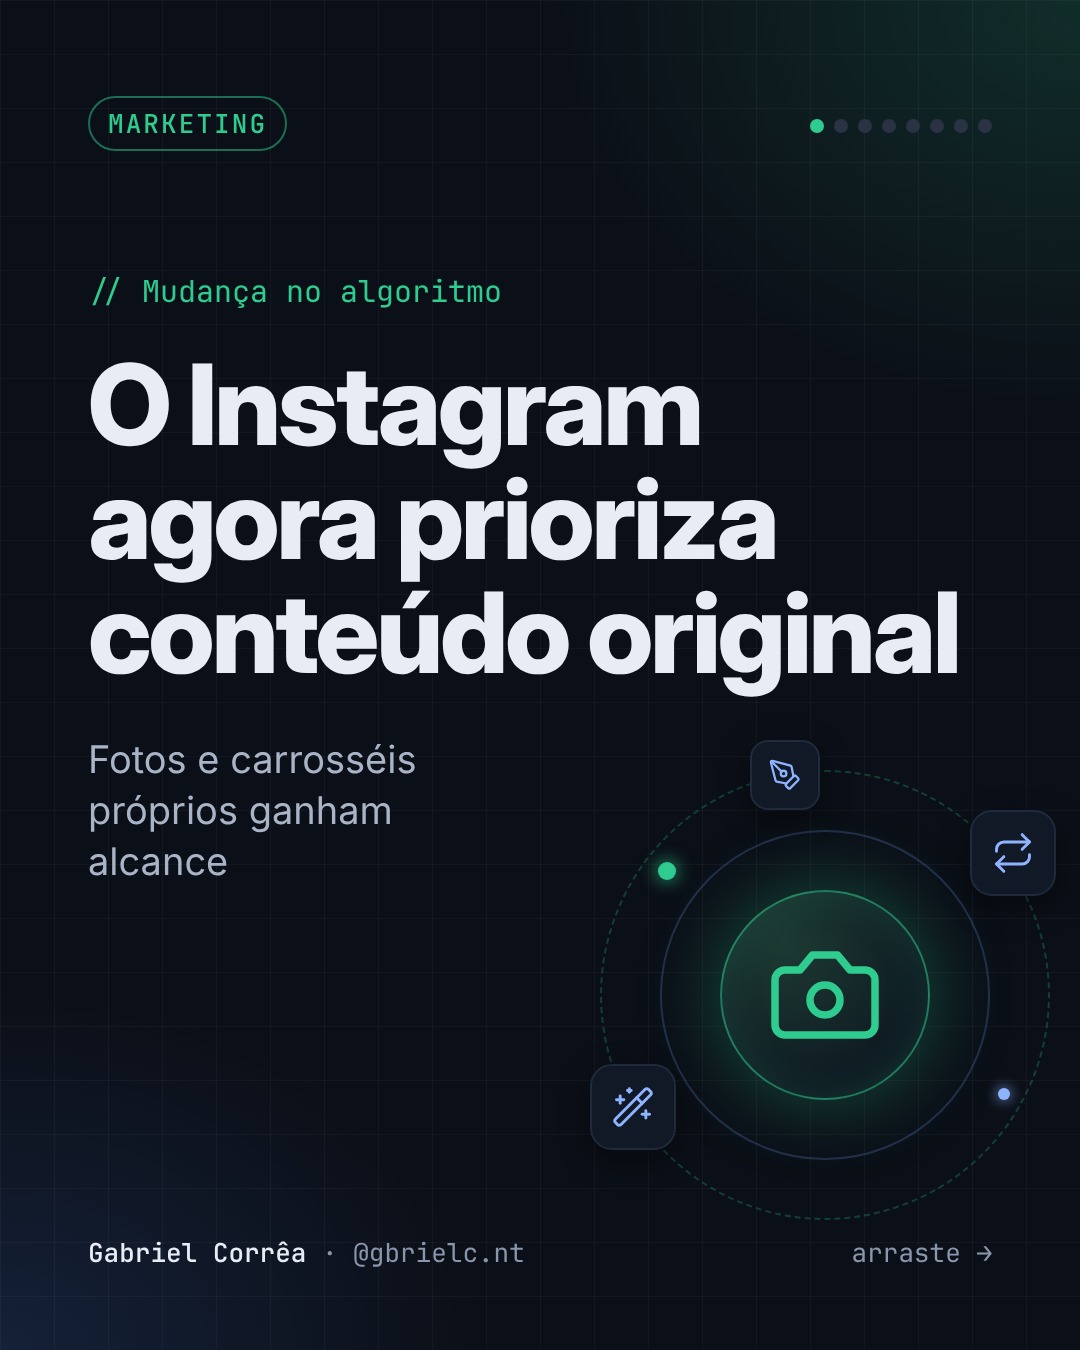 MARKETING
// Mudança no algoritmo
O Instagram
agora prioriza
conteúdo original
Fotos e carrosséis
próprios ganham
alcance
Gabriel Corrêa · @gbrielc.nt
arraste →